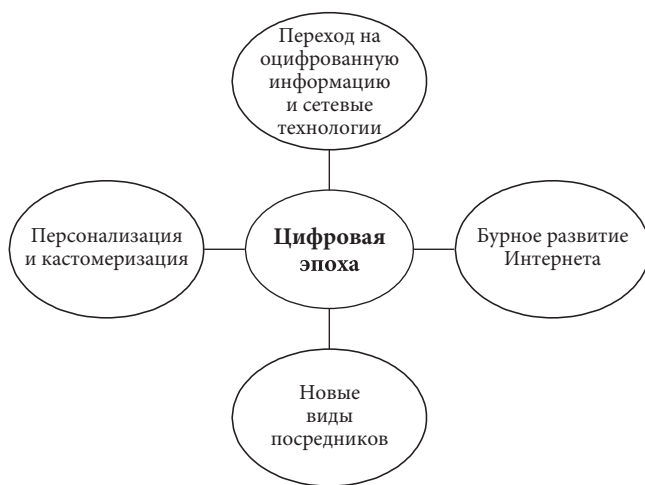 Переход на
оцифрованную
информацию
и сетевые
технологии
Персонализация
и кастомеризация
Цифровая
эпоха
Бурное развитие
Интернета
Новые
виды
посредников